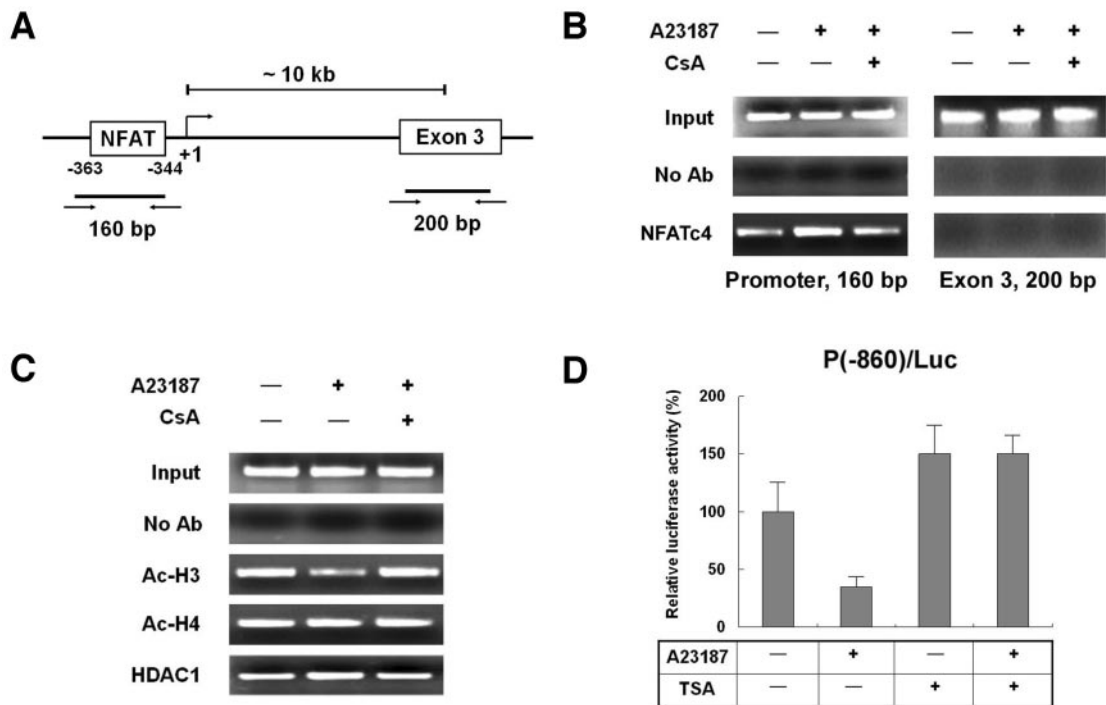 A
~ 10 kb
NFAT
Exon 3
-363
-344
+1
160 bp
200 bp
B
A23187 — + + — + +
CsA — — + — — +
Input
No Ab
NFATc4
Promoter, 160 bp
Exon 3, 200 bp
C
A23187 — + +
CsA — — +
Input
No Ab
Ac-H3
Ac-H4
HDAC1
D
P(-860)/Luc
Relative luciferase activity (%)
200
150
100
50
0
A23187 — + — +
TSA — — + +